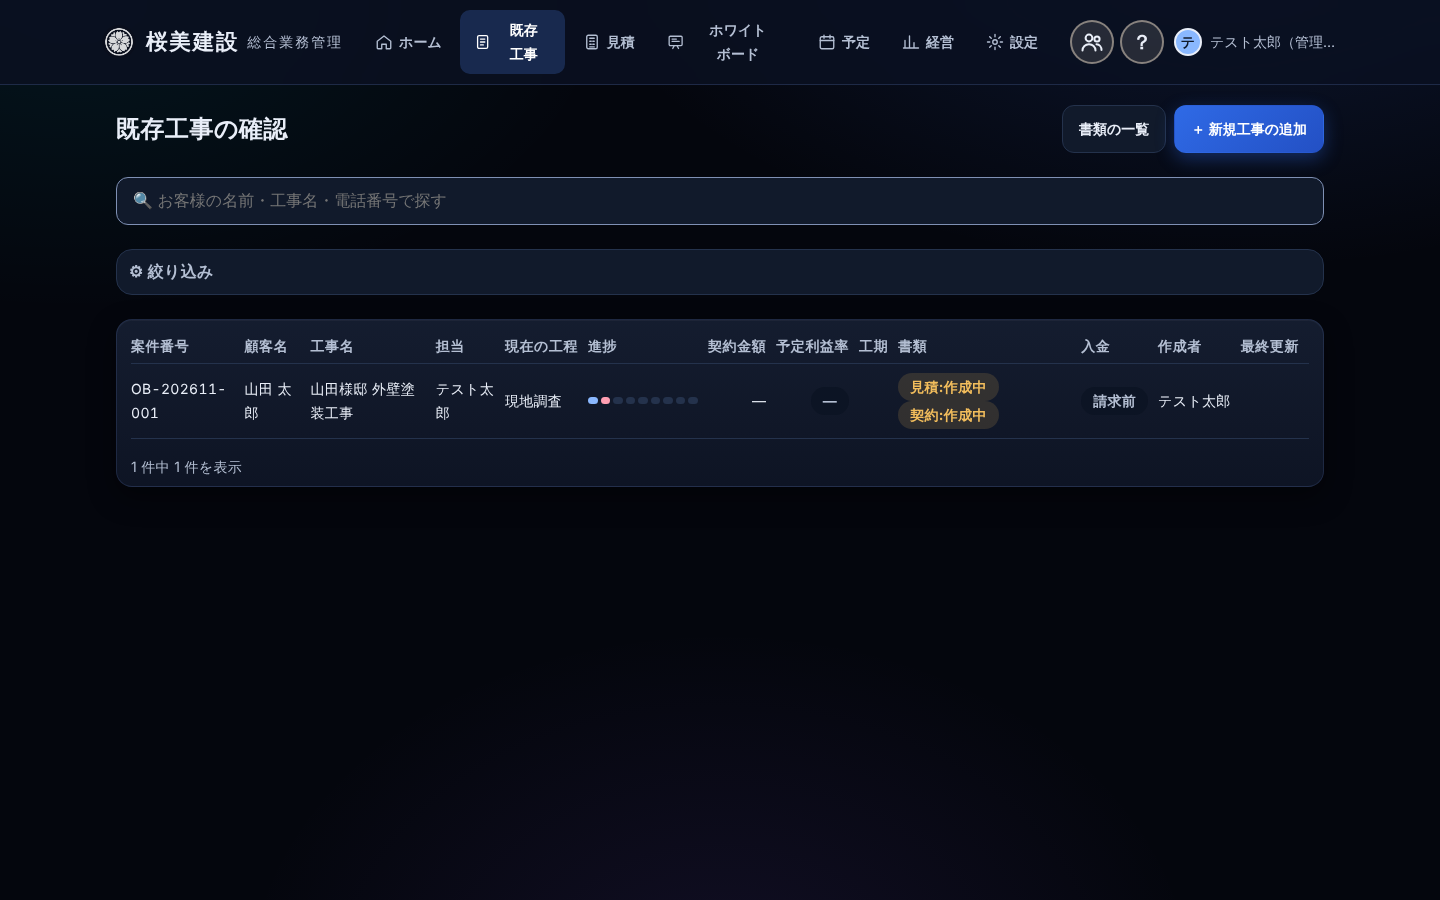 桜美建設 総合業務管理
ホーム
既存
工事
見積
ホワイト
ボード
予定
経営
設定
?
テ テスト太郎（管理...
既存工事の確認
書類の一覧
+ 新規工事の追加
🔍 お客様の名前・工事名・電話番号で探す
⚙ 絞り込み
案件番号 顧客名 工事名 担当 現在の工程 進捗 契約金額 予定利益率 工期 書類 入金 作成者 最終更新
OB-202611-
001
山田 太
郎
山田様邸 外壁塗
装工事
テスト太
郎
現地調査
—
—
見積:作成中
契約:作成中
請求前
テスト太郎
1 件中 1 件を表示